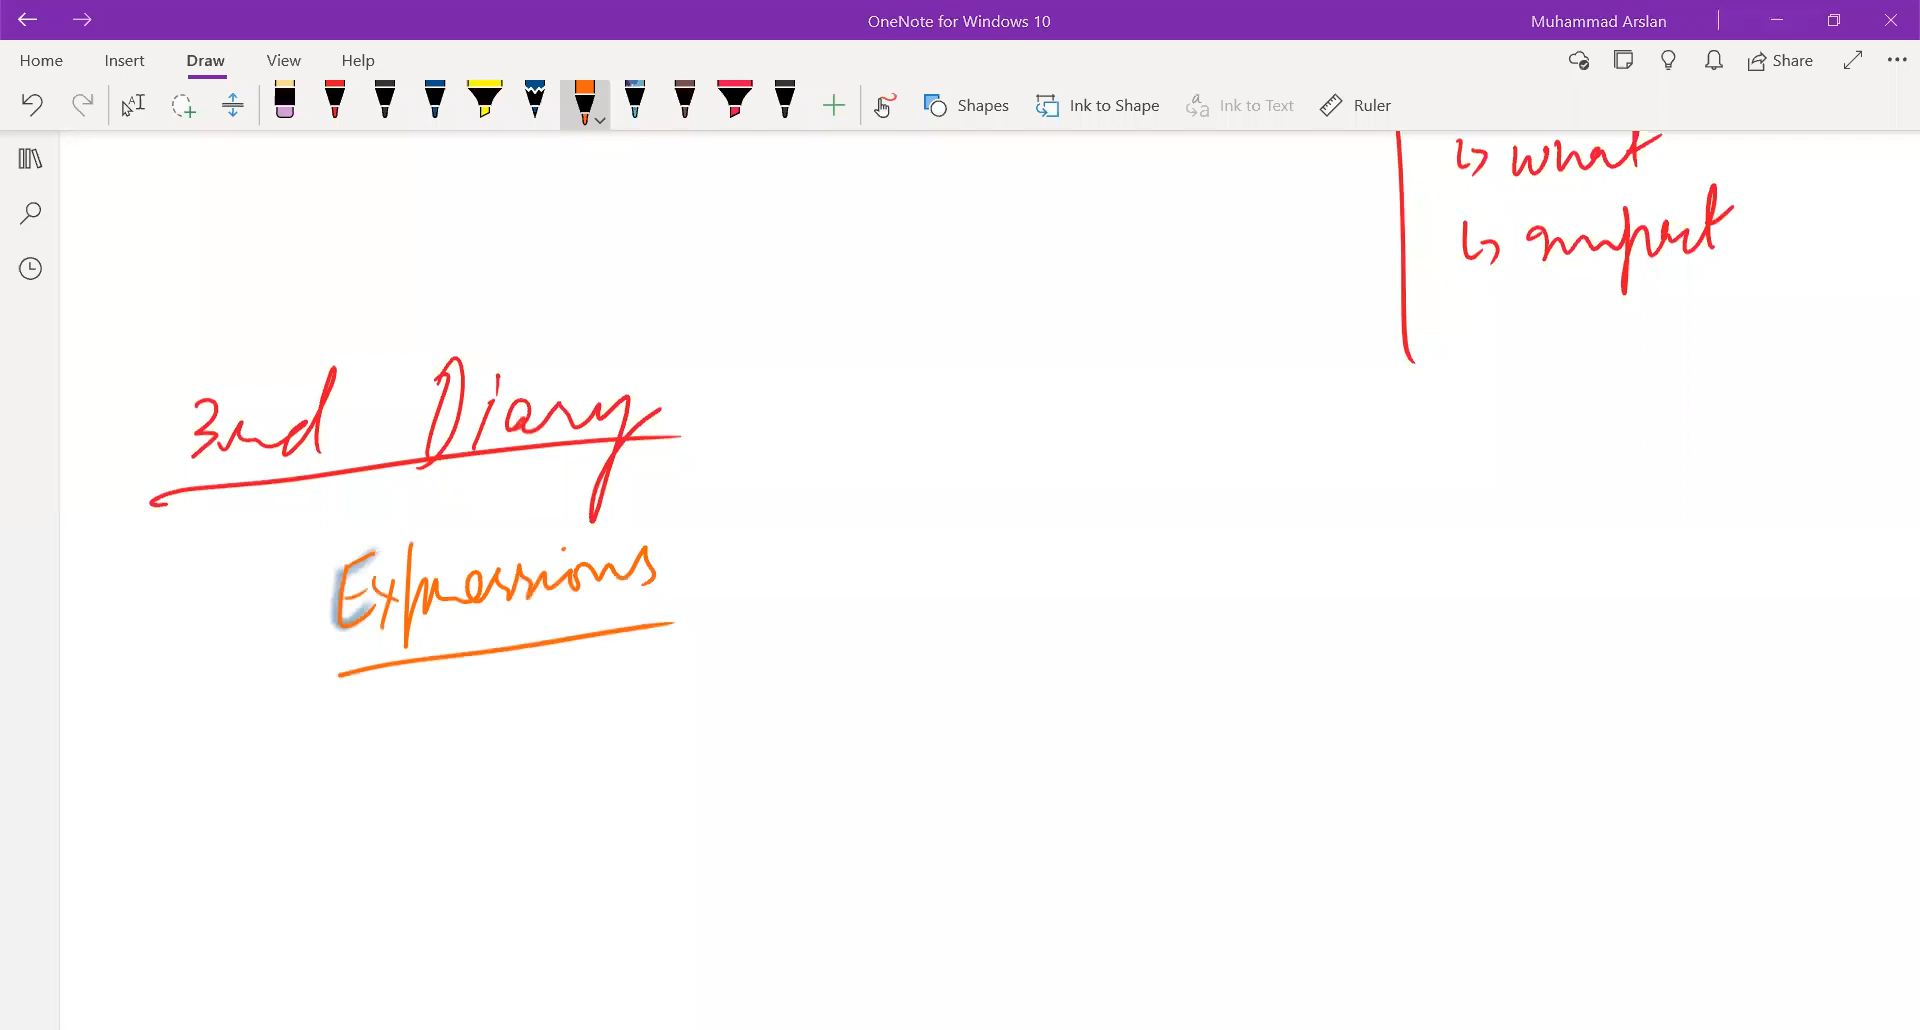 OneNote for Windows 10
Muhammad Arslan
Home Insert Draw View Help
Share
Shapes Ink to Shape Ink to Text Ruler
↳ what
↳ impact
3rd Diary
Expressions